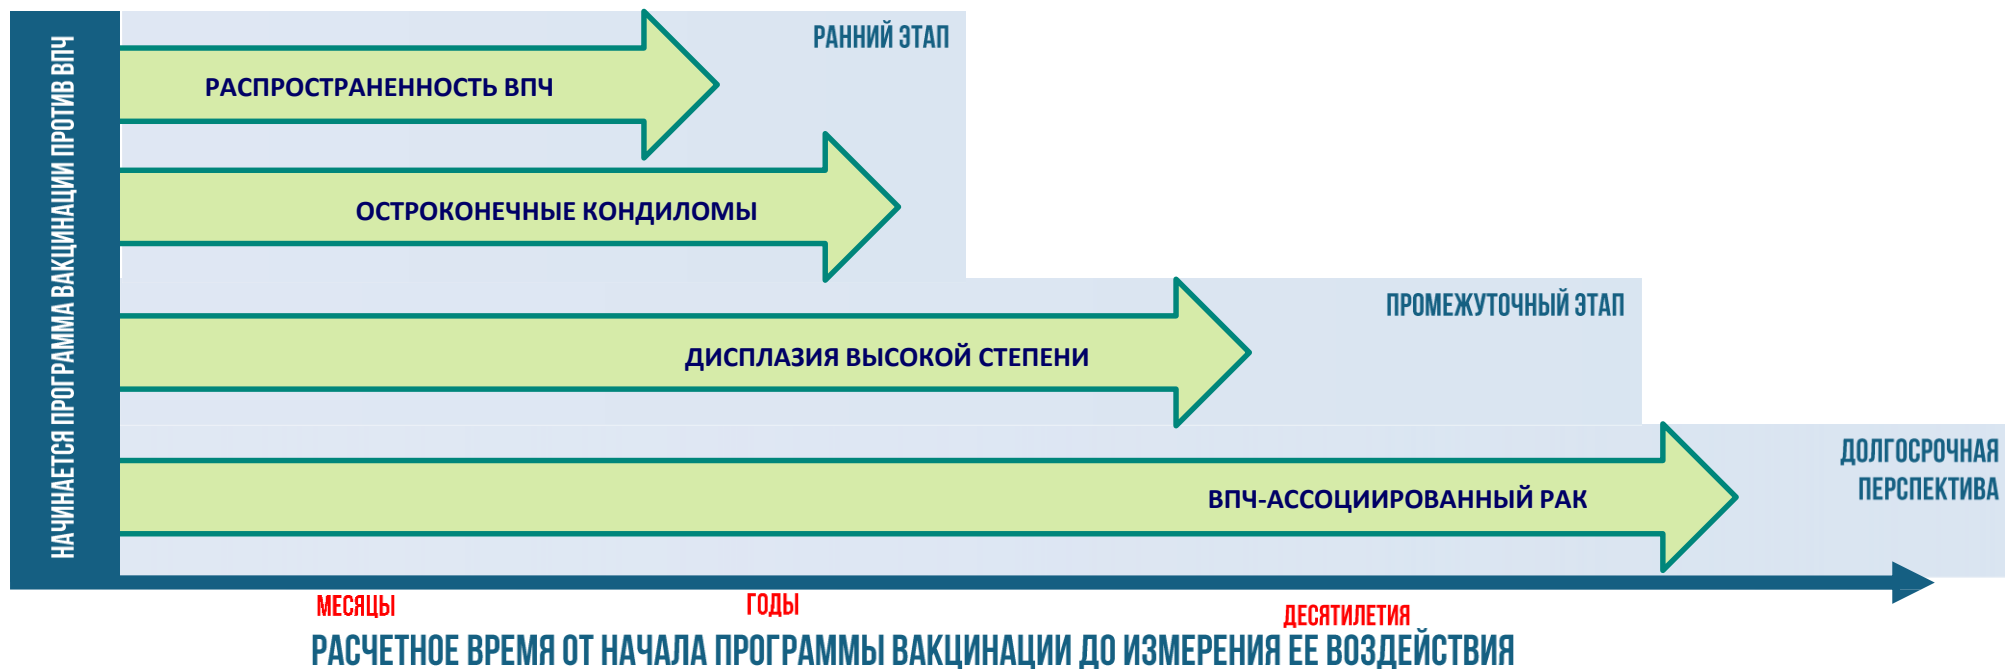 НАЧИНАЕТСЯ ПРОГРАММА ВАКЦИНАЦИИ ПРОТИВ ВПЧ
РАННИЙ ЭТАП
РАСПРОСТРАНЕННОСТЬ ВПЧ
ОСТРОКОНЕЧНЫЕ КОНДИЛОМЫ
ПРОМЕЖУТОЧНЫЙ ЭТАП
ДИСПЛАЗИЯ ВЫСОКОЙ СТЕПЕНИ
ДОЛГОСРОЧНАЯ
ПЕРСПЕКТИВА
ВПЧ-АССОЦИИРОВАННЫЙ РАК
МЕСЯЦЫ
ГОДЫ
ДЕСЯТИЛЕТИЯ
РАСЧЕТНОЕ ВРЕМЯ ОТ НАЧАЛА ПРОГРАММЫ ВАКЦИНАЦИИ ДО ИЗМЕРЕНИЯ ЕЕ ВОЗДЕЙСТВИЯ